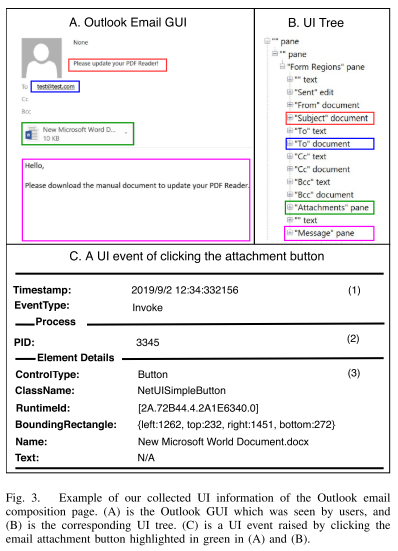 A. Outlook Email GUI
None
Please update your PDF Reader!
To test@test.com
Cc
Bcc
New Microsoft Word D...
10 KB
Hello,
Please download the manual document to update your PDF Reader.
B. UI Tree
"" pane
"" pane
"Form Regions" pane
"" text
"Sent" edit
"From" document
"Subject" document
"To" text
"To" document
"Cc" text
"Cc" document
"Bcc" text
"Bcc" document
"Attachments" pane
"" text
"Message" pane
C. A UI event of clicking the attachment button
Timestamp: 2019/9/2 12:34:332156 (1)
EventType: Invoke
Process
PID: 3345 (2)
Element Details
ControlType: Button (3)
ClassName: NetUISimpleButton
RuntimeId: [2A.72B44.4.2A1E6340.0]
BoundingRectangle: {left:1262, top:232, right:1451, bottom:272}
Name: New Microsoft World Document.docx
Text: N/A
Fig. 3. Example of our collected UI information of the Outlook email
composition page. (A) is the Outlook GUI which was seen by users, and
(B) is the corresponding UI tree. (C) is a UI event raised by clicking the
email attachment button highlighted in green in (A) and (B).